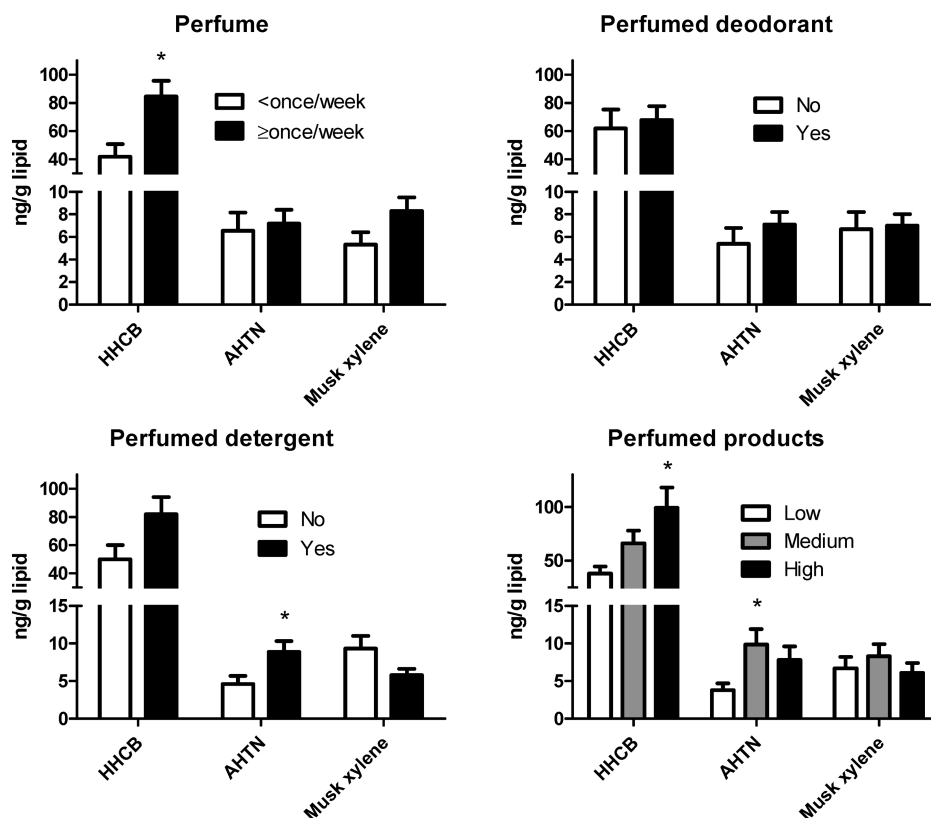 Perfume
*
ng/g lipid
100
80
60
40
10
8
6
4
2
0
<once/week
≥once/week
HHCB
AHTN
Musk xylene
Perfumed deodorant
ng/g lipid
100
80
60
40
10
8
6
4
2
0
No
Yes
HHCB
AHTN
Musk xylene
Perfumed detergent
ng/g lipid
100
80
60
40
15
10
5
0
No
Yes
*
HHCB
AHTN
Musk xylene
Perfumed products
*
ng/g lipid
100
50
15
10
5
0
Low
Medium
High
*
HHCB
AHTN
Musk xylene